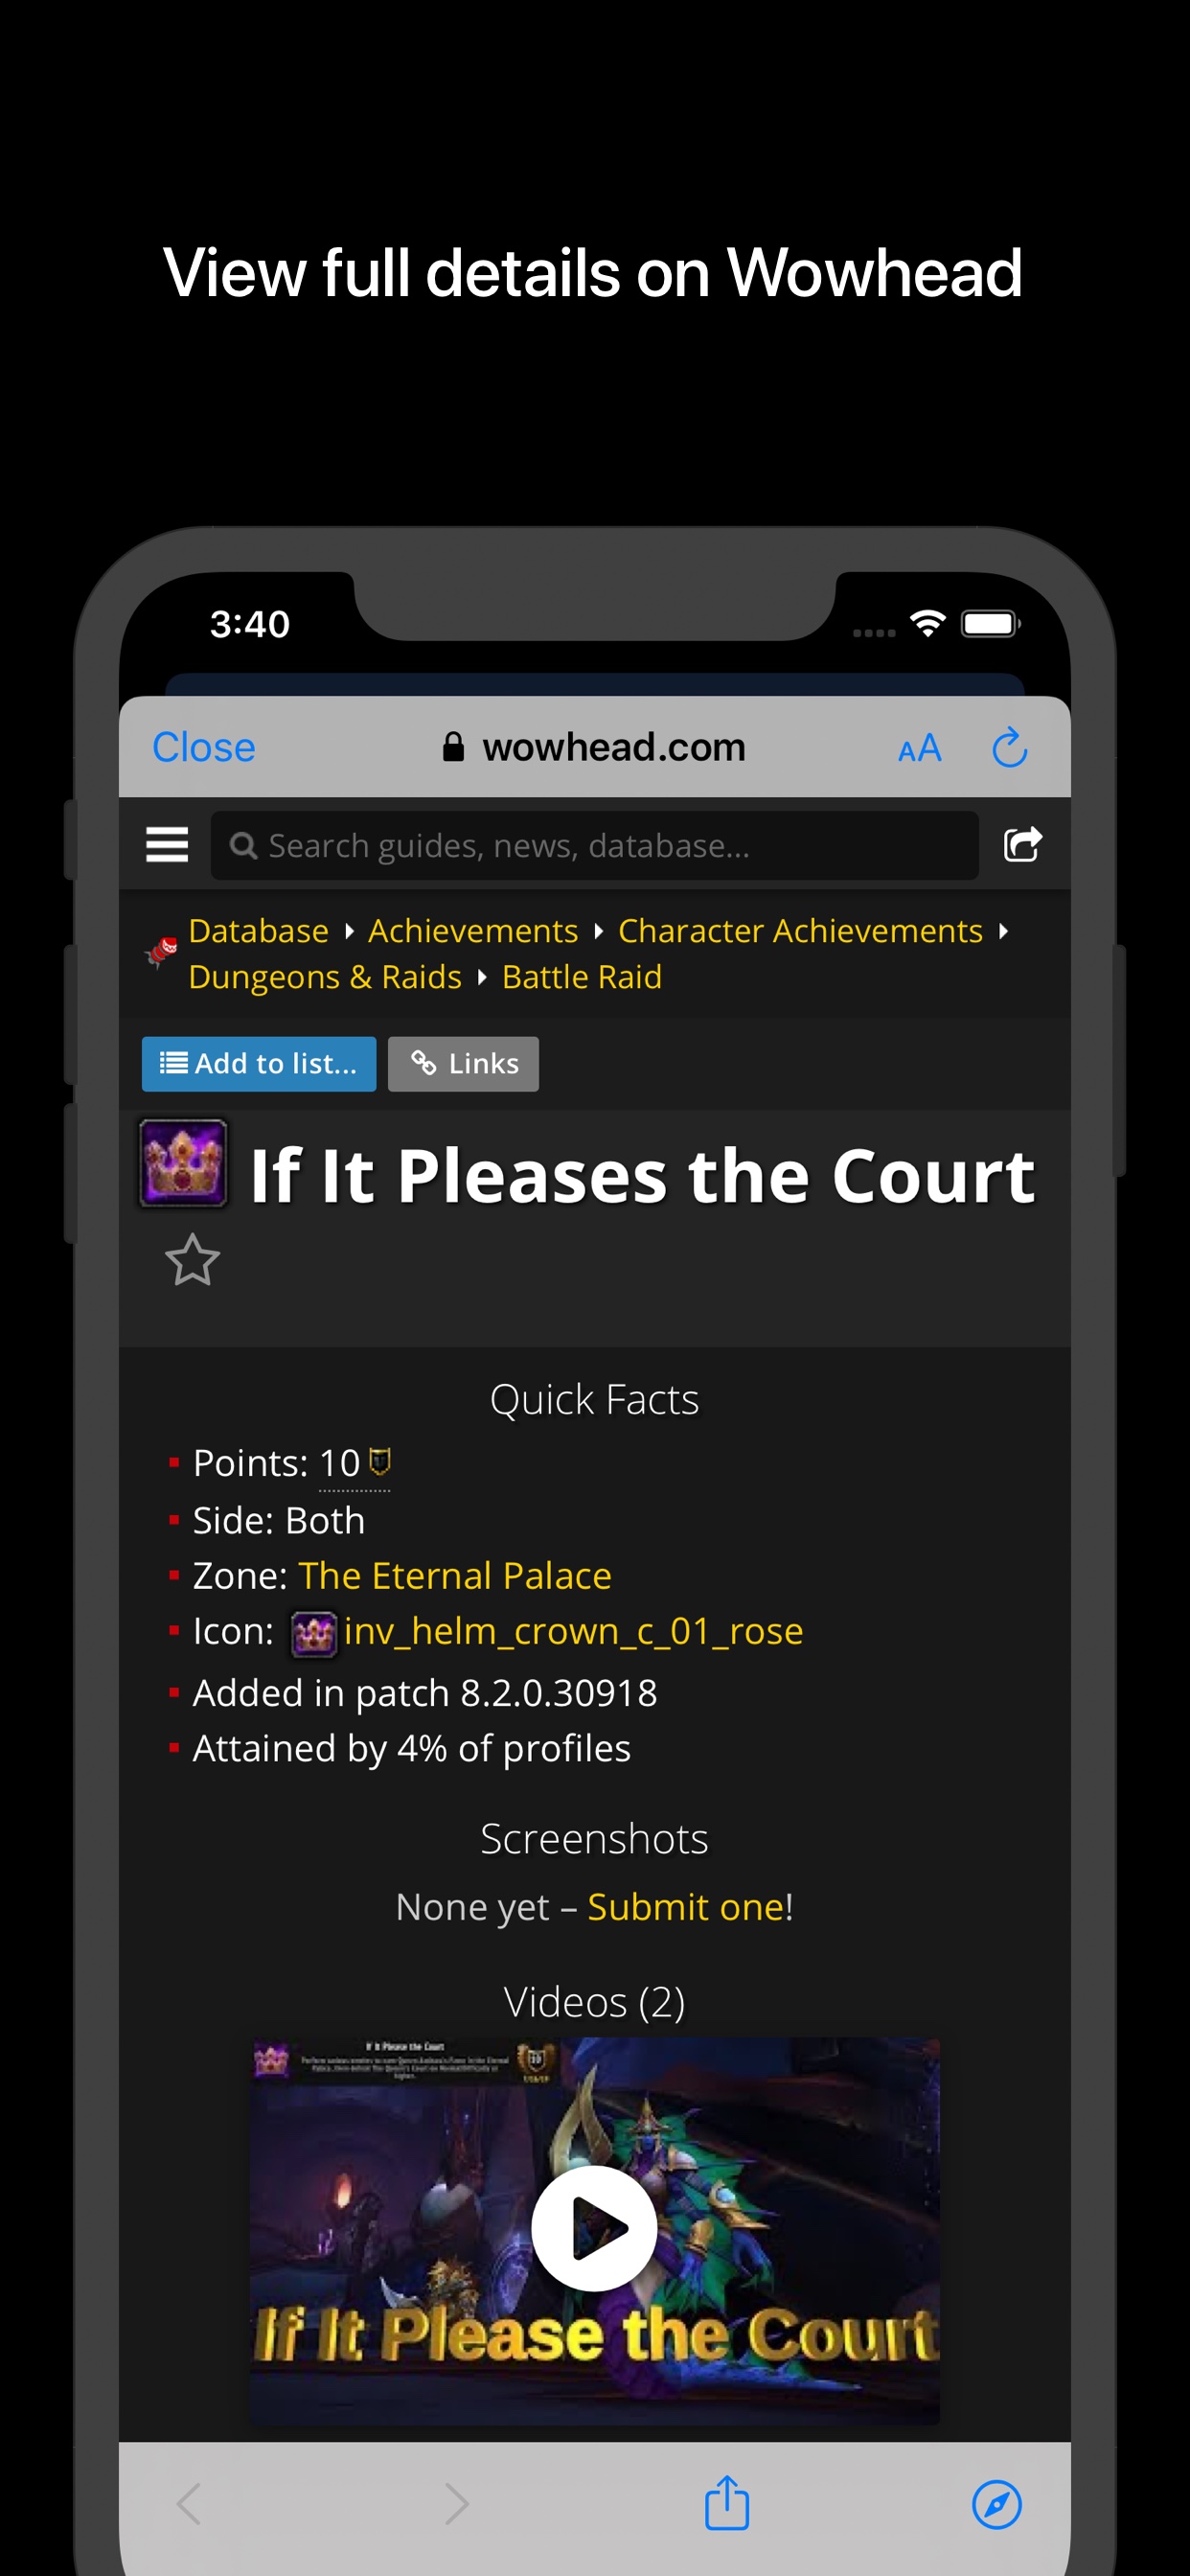 View full details on Wowhead
3:40
Close
wowhead.com
AA
Search guides, news, database...
Database
Achievements
Character Achievements
Dungeons & Raids
Battle Raid
Add to list...
Links
If It Pleases the Court
Quick Facts
Points: 10
Side: Both
Zone: The Eternal Palace
Icon: inv_helm_crown_c_01_rose
Added in patch 8.2.0.30918
Attained by 4% of profiles
Screenshots
None yet – Submit one!
Videos (2)
If It Please the Court
If It Please the Court